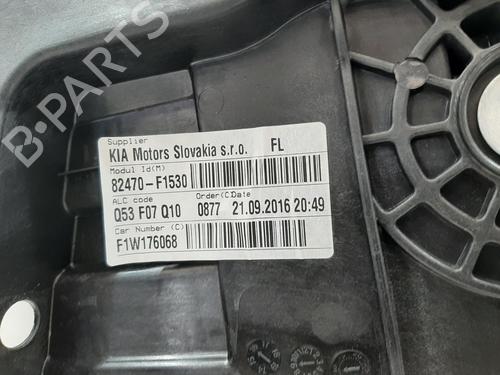 Supplier
KIA Motors Slovakia s.r.o. FL
Modul Id(M)
82470-F1530
ALC code Order(C)Date
Q53 F07 Q10 0877 21.09.2016 20:49
Car Number (C)
F1W176068
B-PARTS